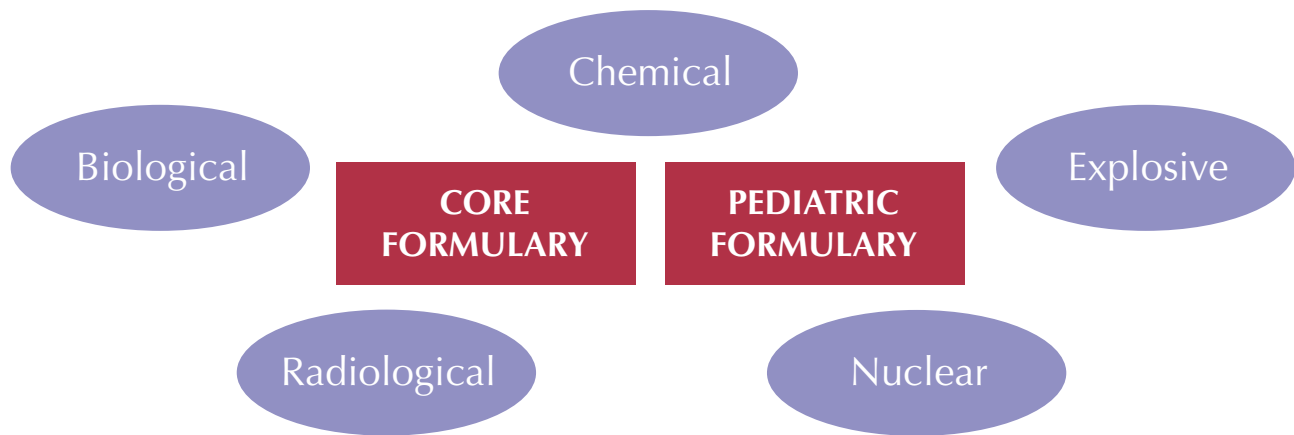 Chemical
Biological
Explosive
CORE
FORMULARY
PEDIATRIC
FORMULARY
Radiological
Nuclear